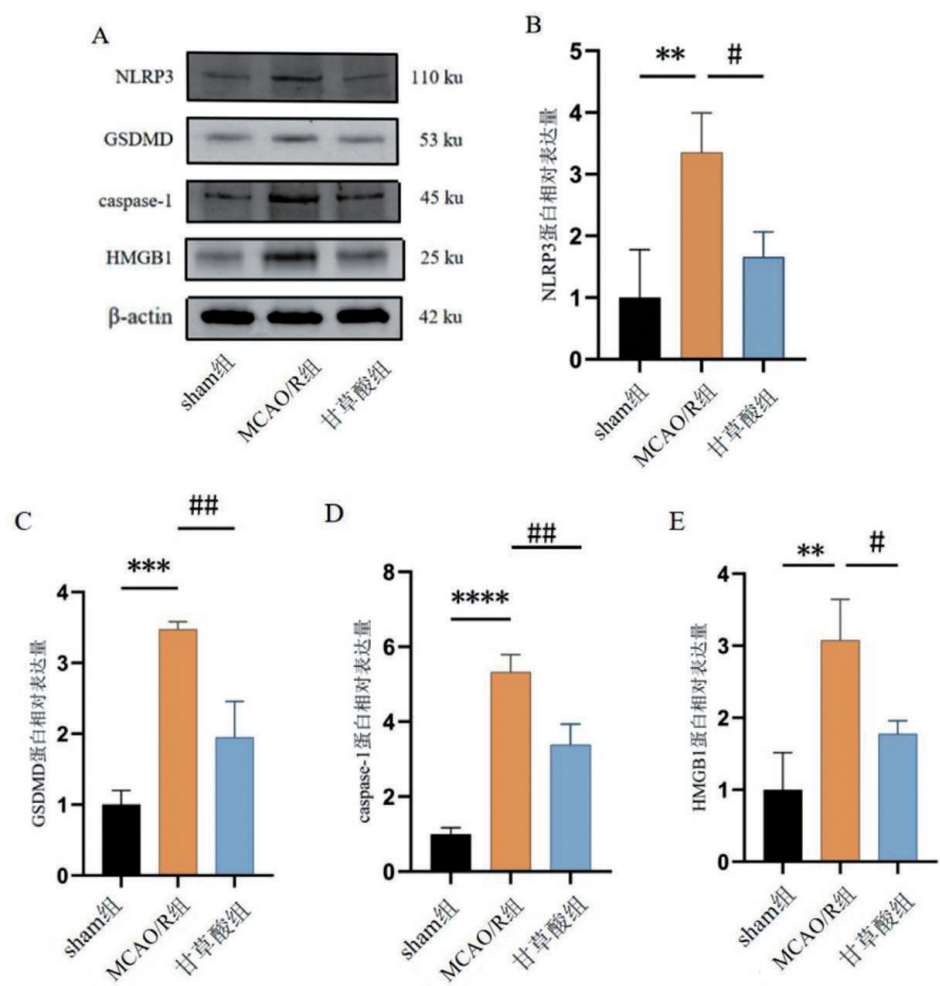 A
NLRP3 110 ku
GSDMD 53 ku
caspase-1 45 ku
HMGB1 25 ku
β-actin 42 ku
sham组
MCAO/R组
甘草酸组
B
** #
NLRP3蛋白相对表达量
5
4
3
2
1
0
sham组
MCAO/R组
甘草酸组
C
##
***
GSDMD蛋白相对表达量
4
3
2
1
0
sham组
MCAO/R组
甘草酸组
D
##
****
caspase-1蛋白相对表达量
8
6
4
2
0
sham组
MCAO/R组
甘草酸组
E
** #
HMGB1蛋白相对表达量
4
3
2
1
0
sham组
MCAO/R组
甘草酸组